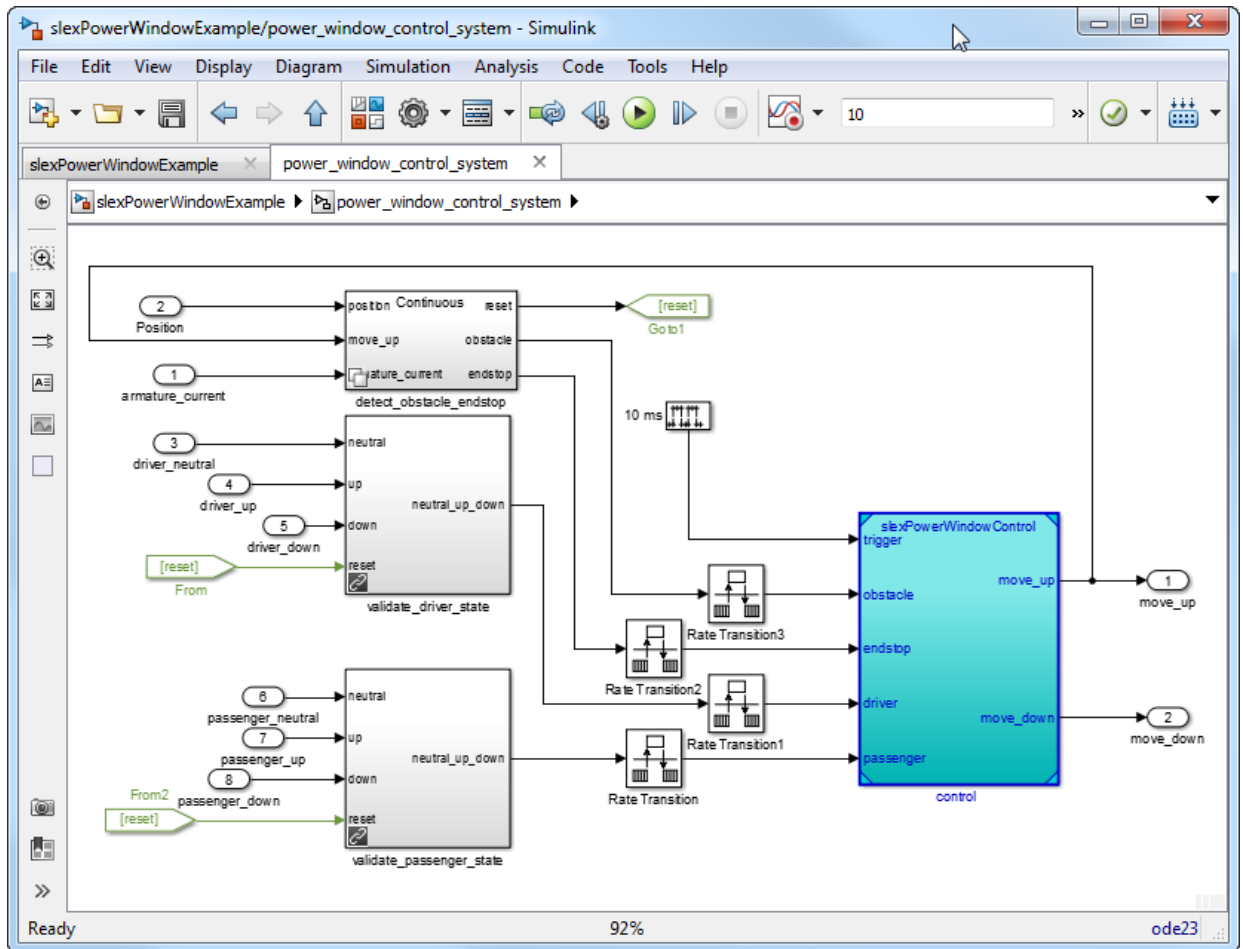 slexPowerWindowExample/power_window_control_system - Simulink
File Edit View Display Diagram Simulation Analysis Code Tools Help
10
»
slexPowerWindowExample
power_window_control_system
slexPowerWindowExample power_window_control_system
2
Position
position Continuous reset
[reset]
Goto1
move_up obstacle
1
armature_current
ature_current endstop
detect_obstacle_endstop
10 ms
3
driver_neutral
neutral
4
driver_up
up
neutral_up_down
5
driver_down
down
[reset]
From
reset
validate_driver_state
slexPowerWindowControl
trigger
move_up
1
move_up
obstacle
Rate Transition3
endstop
Rate Transition2
driver
Rate Transition1
move_down
2
move_down
passenger
Rate Transition
control
6
passenger_neutral
neutral
7
passenger_up
up
neutral_up_down
8
passenger_down
down
From2
[reset]
reset
validate_passenger_state
»
Ready 92% ode23